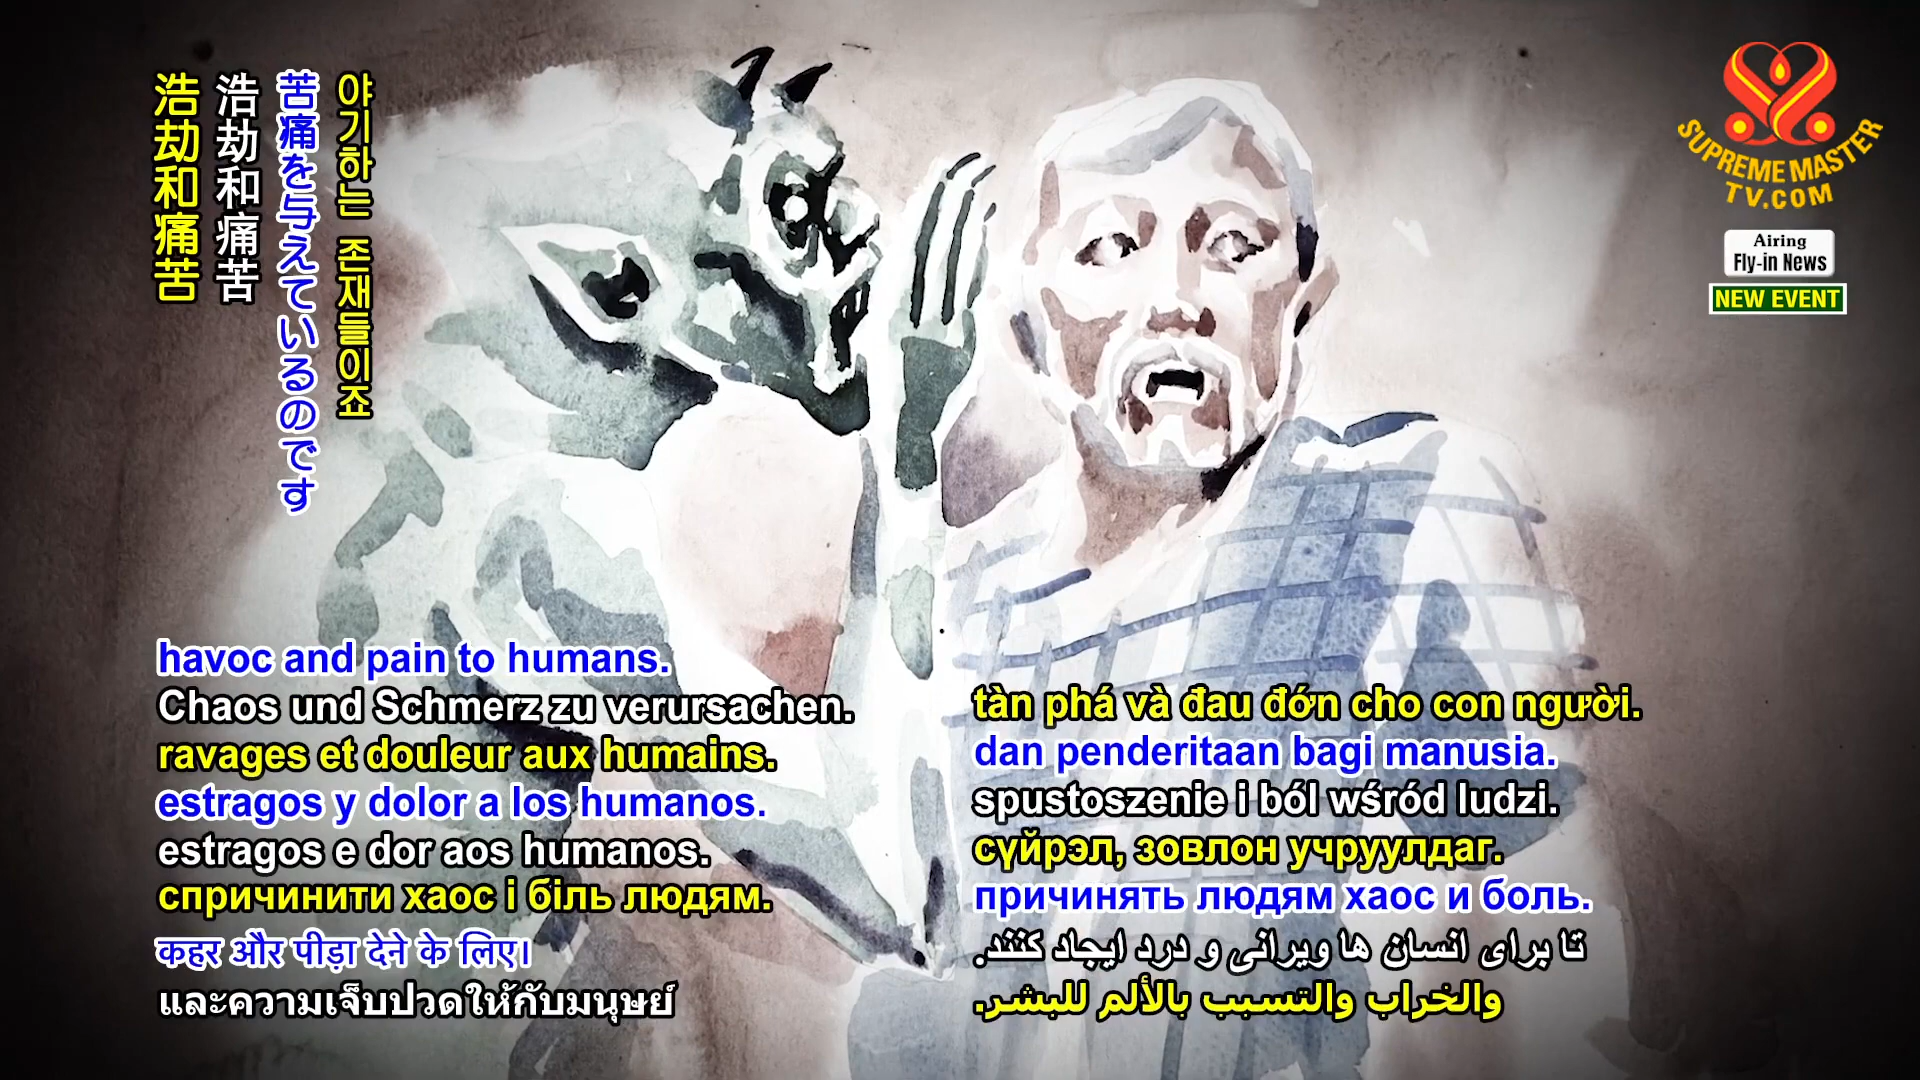 浩劫和痛苦
浩劫和痛苦
苦痛を与えているのです
야기하는 존재들이죠
SUPREME MASTER
TV.COM
Airing
Fly-in News
NEW EVENT
havoc and pain to humans.
Chaos und Schmerz zu verursachen.
ravages et douleur aux humains.
estragos y dolor a los humanos.
estragos e dor aos humanos.
спричинити хаос і біль людям.
कहर और पीड़ा देने के लिए।
และความเจ็บปวดให้กับมนุษย์
tàn phá và đau đớn cho con người.
dan penderitaan bagi manusia.
spustoszenie i ból wśród ludzi.
сүйрэл, зовлон учруулдаг.
причинять людям хаос и боль.
تا برای انسان ها ویرانی و درد ایجاد کنند.
والخراب والتسبب بالألم للبشر.